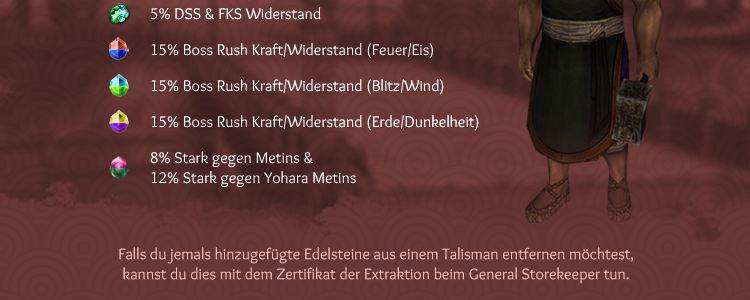 5% DSS & FKS Widerstand
15% Boss Rush Kraft/Widerstand (Feuer/Eis)
15% Boss Rush Kraft/Widerstand (Blitz/Wind)
15% Boss Rush Kraft/Widerstand (Erde/Dunkelheit)
8% Stark gegen Metins &
12% Stark gegen Yohara Metins
Falls du jemals hinzugefügte Edelsteine aus einem Talisman entfernen möchtest,
kannst du dies mit dem Zertifikat der Extraktion beim General Storekeeper tun.